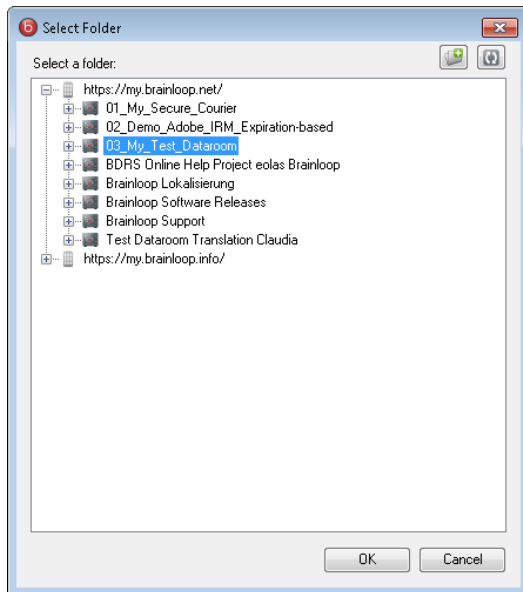 Select Folder
Select a folder:
https://my.brainloop.net/
01_My_Secure_Courier
02_Demo_Adobe_IRM_Expiration-based
03_My_Test_Dataroom
BDRS Online Help Project eolas Brainloop
Brainloop Lokalisierung
Brainloop Software Releases
Brainloop Support
Test Dataroom Translation Claudia
https://my.brainloop.info/
OK Cancel